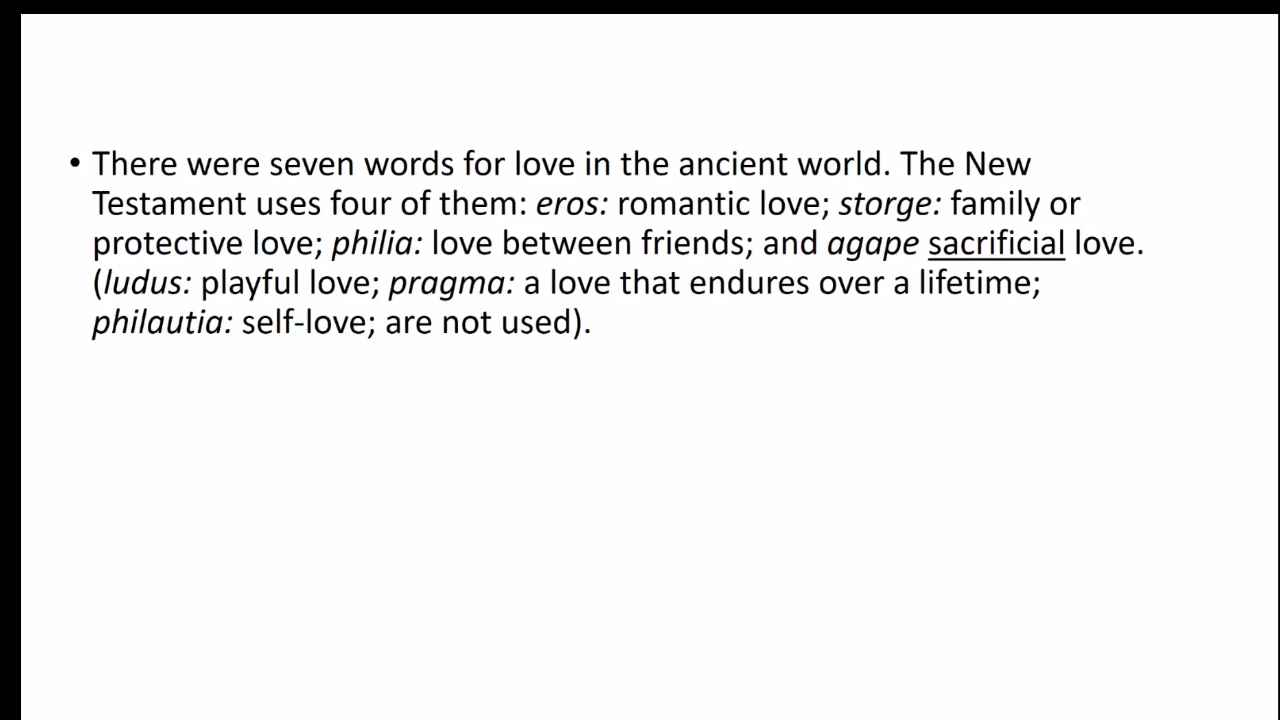 • There were seven words for love in the ancient world. The New
Testament uses four of them: eros: romantic love; storge: family or
protective love; philia: love between friends; and agape sacrificial love.
(ludus: playful love; pragma: a love that endures over a lifetime;
philautia: self-love; are not used).